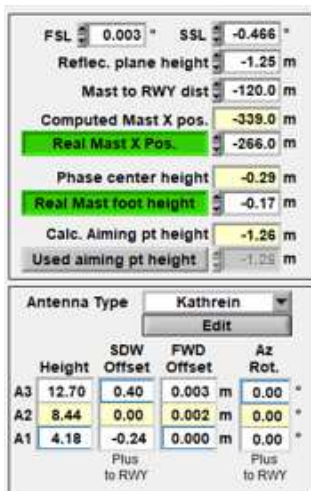 FSL 0.003 ° SSL -0.466 °
Reflec. plane height -1.25 m
Mast to RWY dist -120.0 m
Computed Mast X pos. -339.0 m
Real Mast X Pos. -266.0 m
Phase center height -0.29 m
Real Mast foot height -0.17 m
Calc. Aiming pt height -1.26 m
Used aiming pt height m
Antenna Type Kathrein
Edit
SDW FWD Az
Height Offset Offset Rot.
A3 12.70 0.40 0.003 m 0.00 °
A2 8.44 0.00 0.002 m 0.00 °
A1 4.18 -0.24 0.000 m 0.00 °
Plus Plus
to RWY to RWY